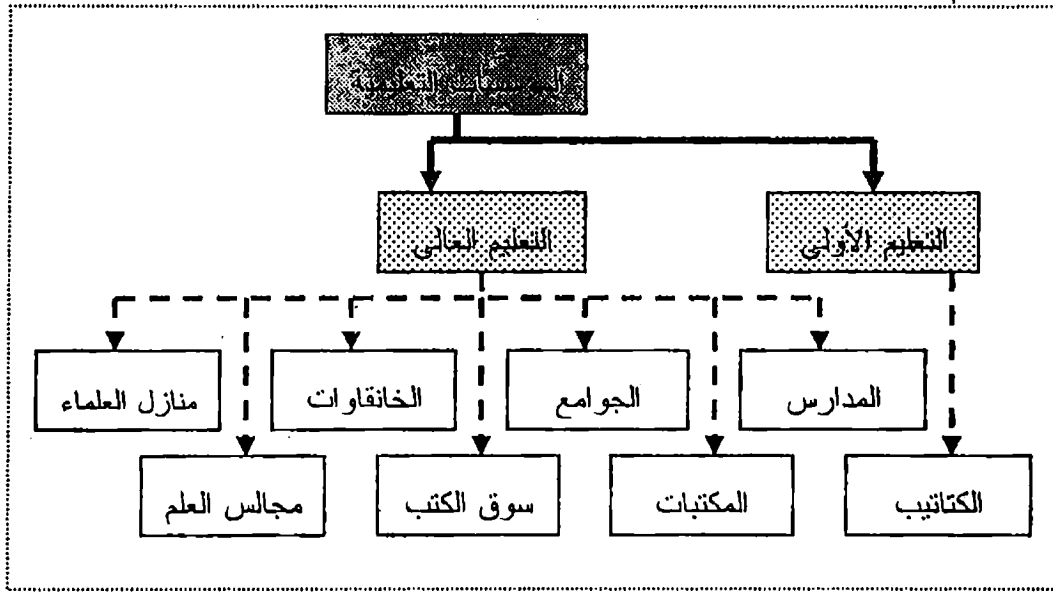 المؤسسات التعليمية
التعليم الأولى
التعليم العالى
المدارس
الجوامع
الخانقاوات
منازل العلماء
الكتاتيب
المكتبات
سوق الكتب
مجالس العلم